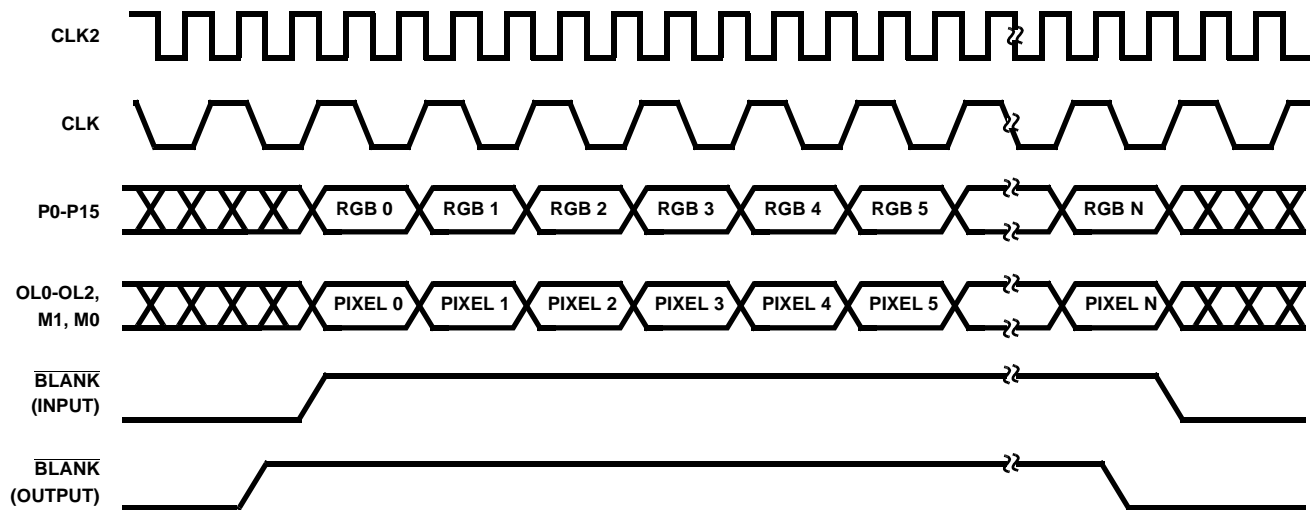 CLK2
CLK
P0-P15
RGB 0 RGB 1 RGB 2 RGB 3 RGB 4 RGB 5 RGB N
OL0-OL2,
M1, M0
PIXEL 0 PIXEL 1 PIXEL 2 PIXEL 3 PIXEL 4 PIXEL 5 PIXEL N
BLANK
(INPUT)
BLANK
(OUTPUT)